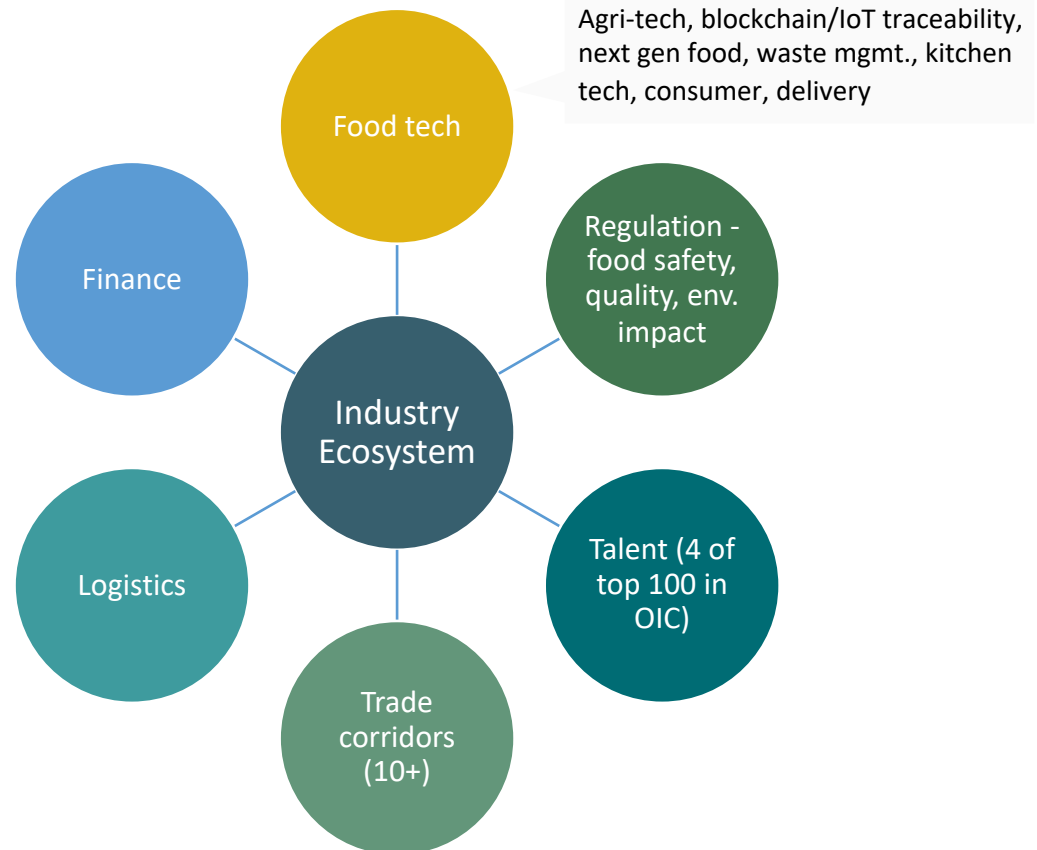 Agri-tech, blockchain/IoT traceability,
next gen food, waste mgmt., kitchen
tech, consumer, delivery
Food tech
Regulation -
food safety,
quality, env.
impact
Finance
Industry
Ecosystem
Talent (4 of
top 100 in
OIC)
Logistics
Trade
corridors
(10+)